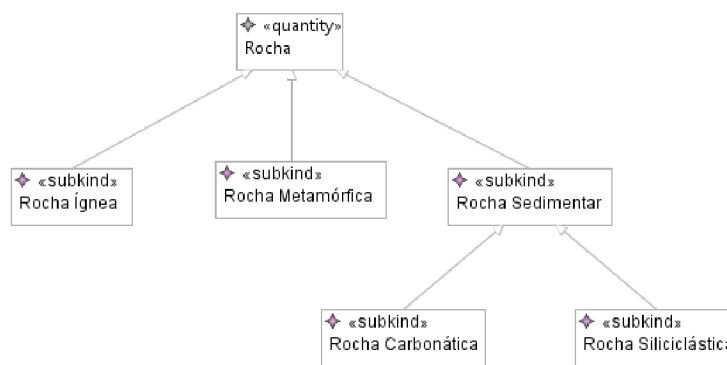 «quantity»
Rocha
«subkind»
Rocha Ígnea
«subkind»
Rocha Metamórfica
«subkind»
Rocha Sedimentar
«subkind»
Rocha Carbonática
«subkind»
Rocha Siliciclástica